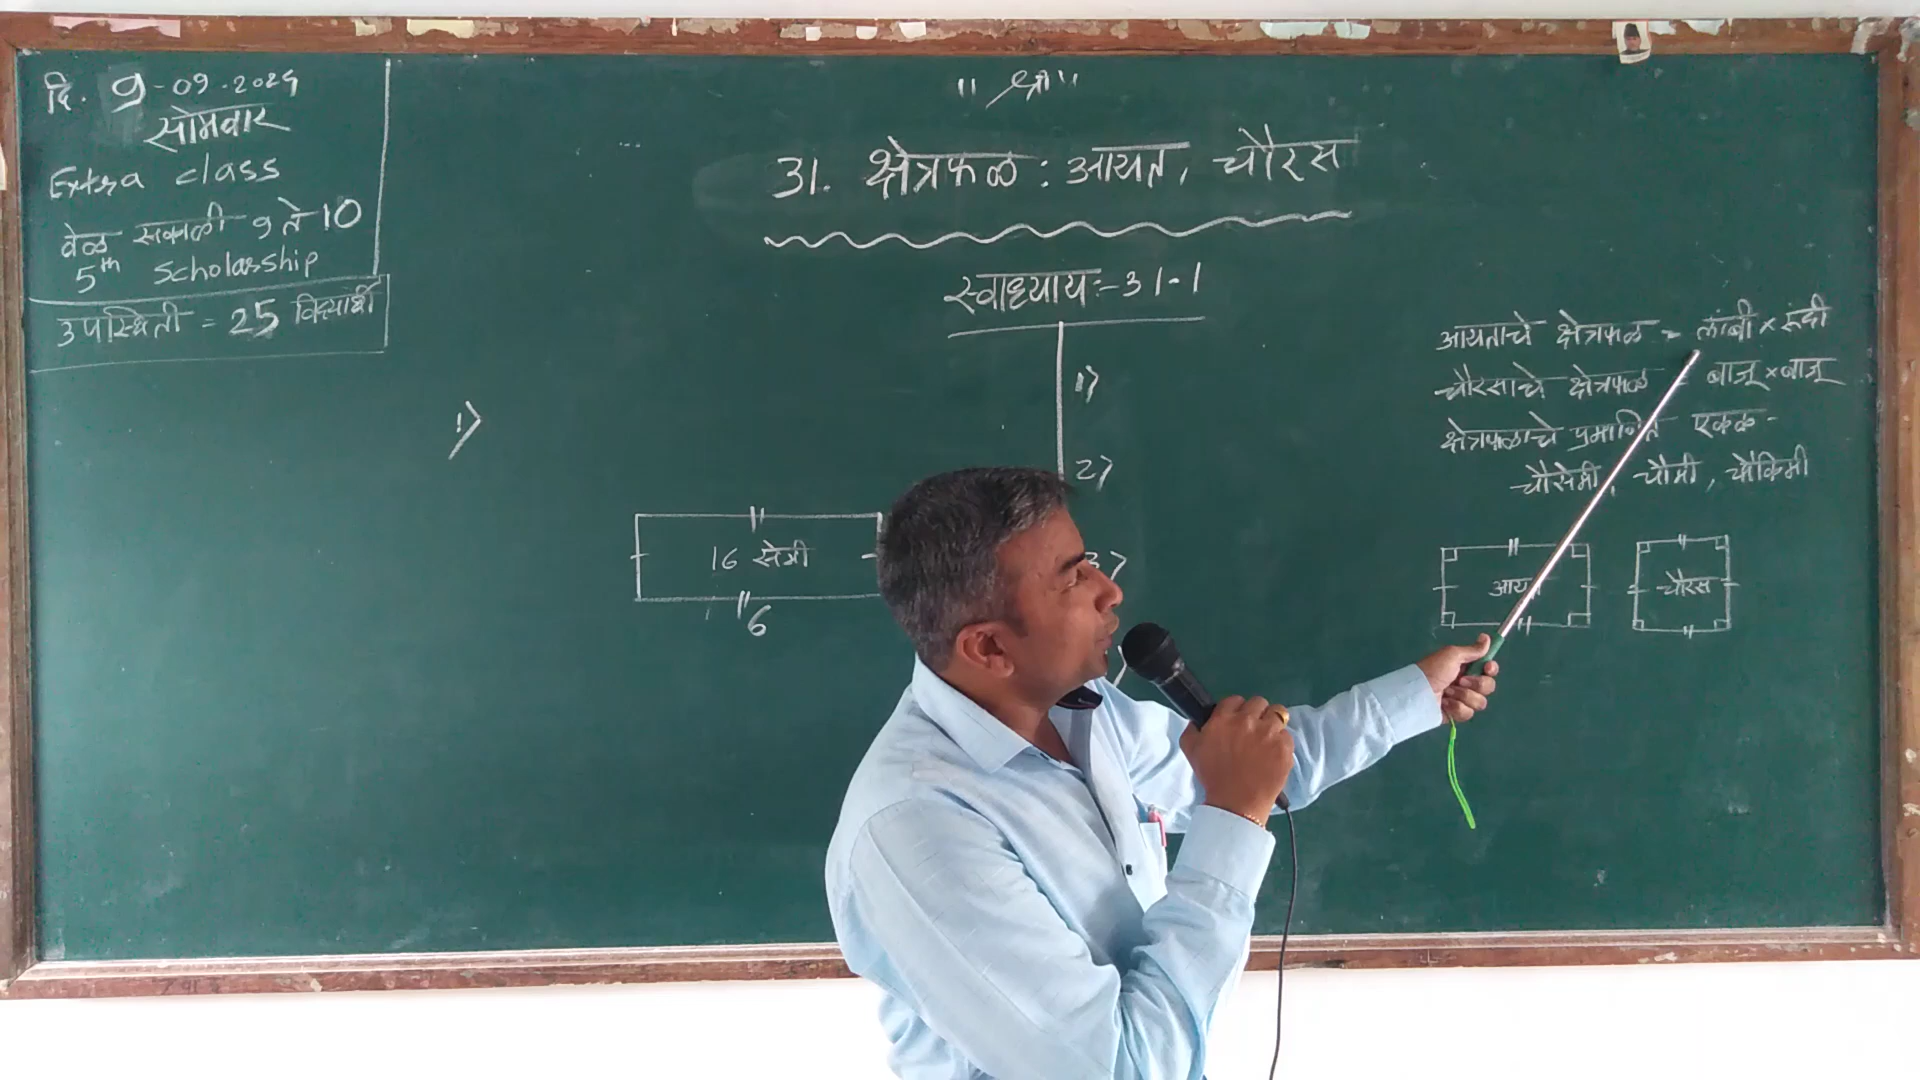 दि. 9-09-2024
सोमवार
Extra class
वेळ सकाळी 9 ते 10
5th Scholarship
उपस्थिती = 25 विद्यार्थी
"श्री"
31. क्षेत्रफळ : आयत, चौरस
स्वाध्याय :- 31-1
1)
16 सेमी
6
1)
2)
3)
आयताचे क्षेत्रफळ = लांबी × रुंदी
चौरसाचे क्षेत्रफळ = बाजू × बाजू
क्षेत्रफळाचे प्रमाणित एकक -
चौसेमी, चौमी, चौकिमी
चौरस